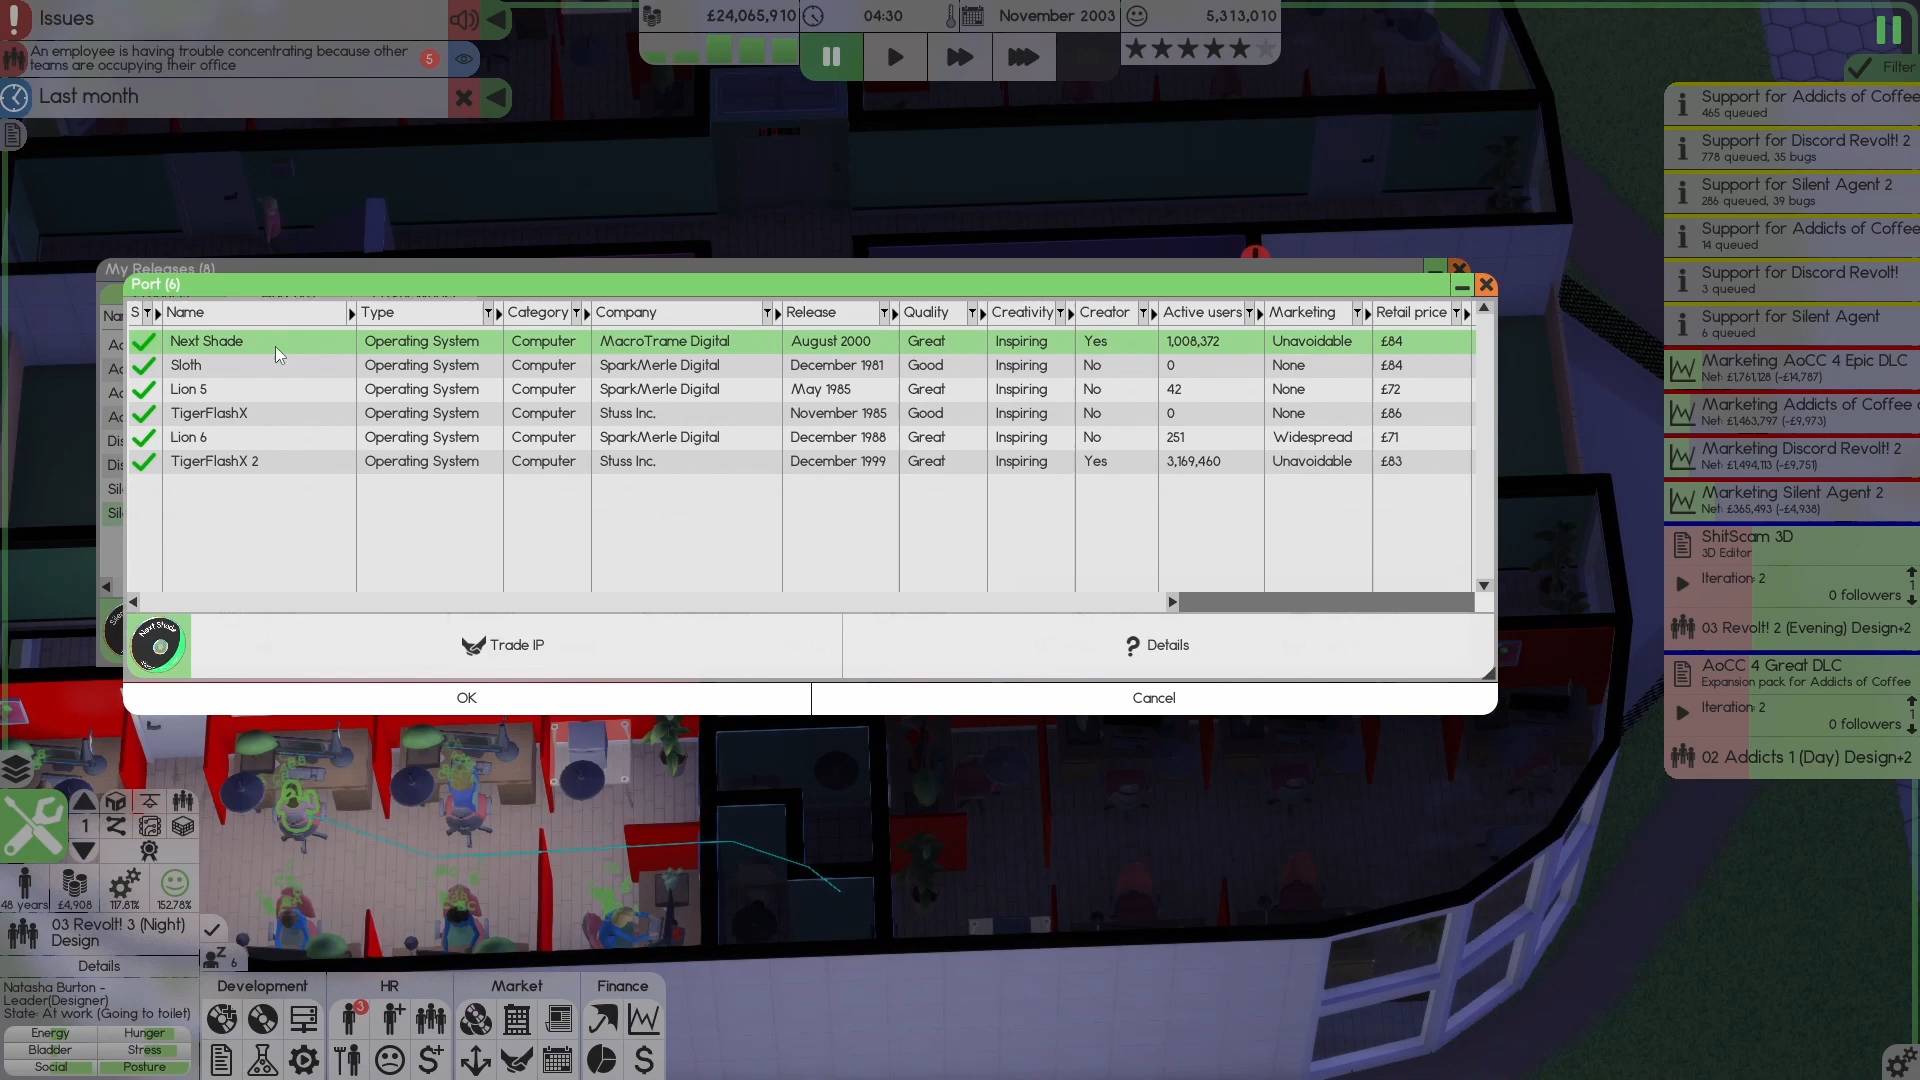 Issues
An employee is having trouble concentrating because other
teams are occupying their office
5
Last month
£24,065,910
04:30
November 2003
5,313,010
Filter
Support for Addicts of Coffee
465 queued
Support for Discord Revolt! 2
778 queued, 35 bugs
Support for Silent Agent 2
286 queued, 39 bugs
Support for Addicts of Coffee
14 queued
Support for Discord Revolt!
3 queued
Support for Silent Agent
6 queued
Marketing AoCC 4 Epic DLC
Net: £1,761,128 (-£14,787)
Marketing Addicts of Coffee
Net: £1,463,797 (-£9,973)
Marketing Discord Revolt! 2
Net: £1,494,113 (-£9,751)
Marketing Silent Agent 2
Net: £365,493 (-£4,938)
ShitScam 3D
3D Editor
Iteration: 2
1
0 followers
03 Revolt! 2 (Evening) Design+2
AoCC 4 Great DLC
Expansion pack for Addicts of Coffee
Iteration: 2
1
0 followers
02 Addicts 1 (Day) Design+2
My Releases (8)
Port (6)
S Name Type Category Company Release Quality Creativity Creator Active users Marketing Retail price
Next Shade Operating System Computer MacroTrame Digital August 2000 Great Inspiring Yes 1,008,372 Unavoidable £84
Sloth Operating System Computer SparkMerle Digital December 1981 Good Inspiring No 0 None £84
Lion 5 Operating System Computer SparkMerle Digital May 1985 Great Inspiring No 42 None £72
TigerFlashX Operating System Computer Stuss Inc. November 1985 Good Inspiring No 0 None £86
Lion 6 Operating System Computer SparkMerle Digital December 1988 Great Inspiring No 251 Widespread £71
TigerFlashX 2 Operating System Computer Stuss Inc. December 1999 Great Inspiring Yes 3,169,460 Unavoidable £83
Next Shade
Trade IP
? Details
OK
Cancel
1
48 years £4,908 117.81% 152.78%
03 Revolt! 3 (Night)
Design
Details
6
Natasha Burton -
Leader(Designer)
State: At work (Going to toilet)
Energy Hunger
Bladder Stress
Social Posture
Development HR Market Finance
3